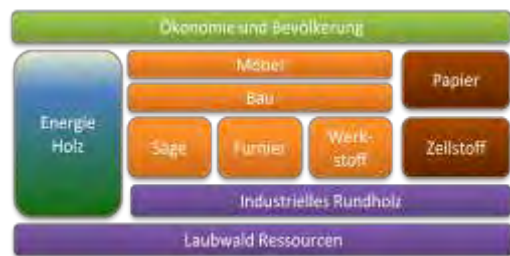 Ökonomie und Bevölkerung
Möbel
Bau
Papier
Energie
Holz
Säge
Furnier
Werk-
stoff
Zellstoff
Industrielles Rundholz
Laubwald Ressourcen